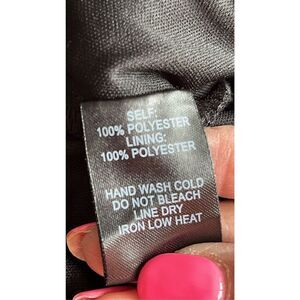 SELF:
100% POLYESTER
LINING:
100% POLYESTER
HAND WASH COLD
DO NOT BLEACH
LINE DRY
IRON LOW HEAT